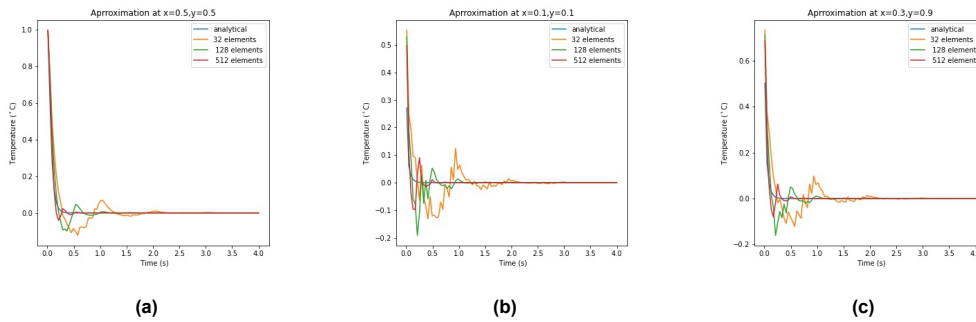 Aprroximation at x=0.5,y=0.5
analytical
32 elements
128 elements
512 elements
Temperature (°C)
1.0
0.8
0.6
0.4
0.2
0.0
0.0 0.5 1.0 1.5 2.0 2.5 3.0 3.5 4.0
Time (s)
(a)
Aprroximation at x=0.1,y=0.1
analytical
32 elements
128 elements
512 elements
Temperature (°C)
0.5
0.4
0.3
0.2
0.1
0.0
−0.1
−0.2
0.0 0.5 1.0 1.5 2.0 2.5 3.0 3.5 4.0
Time (s)
(b)
Aprroximation at x=0.3,y=0.9
analytical
32 elements
128 elements
512 elements
Temperature (°C)
0.6
0.4
0.2
0.0
−0.2
0.0 0.5 1.0 1.5 2.0 2.5 3.0 3.5 4.0
Time (s)
(c)